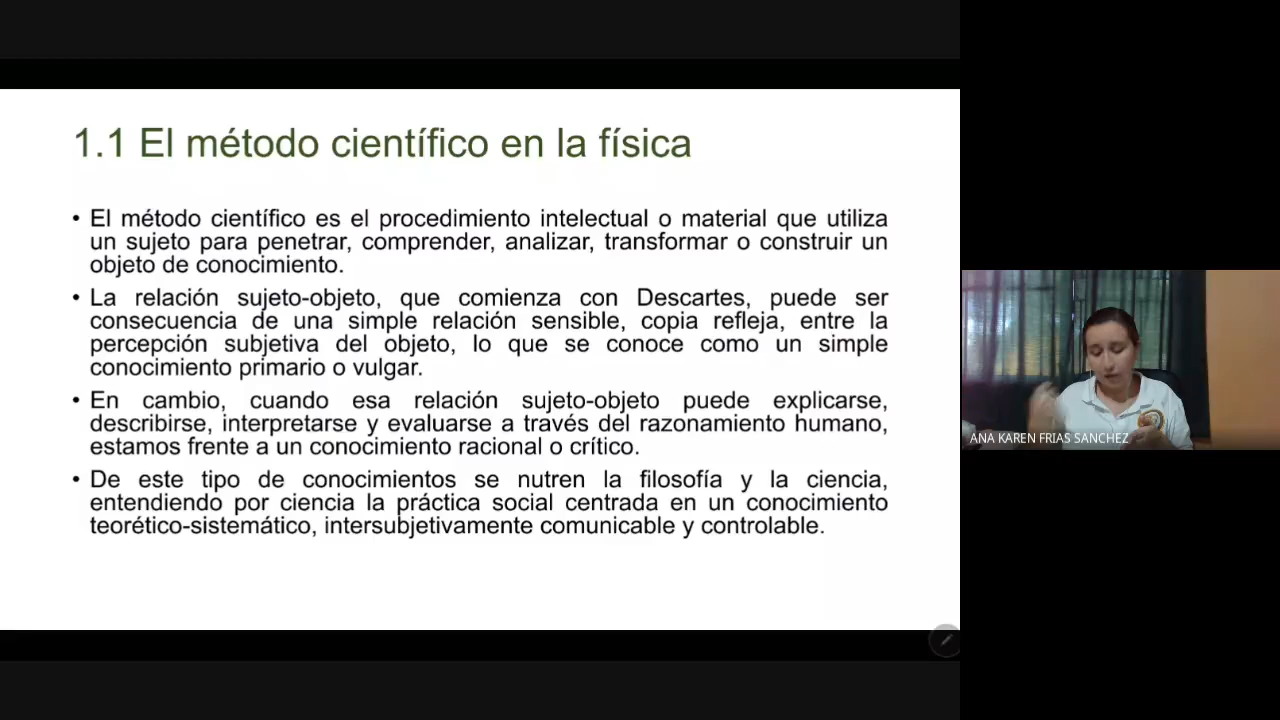 1.1 El método científico en la física
• El método científico es el procedimiento intelectual o material que utiliza
un sujeto para penetrar, comprender, analizar, transformar o construir un
objeto de conocimiento.
• La relación sujeto-objeto, que comienza con Descartes, puede ser
consecuencia de una simple relación sensible, copia refleja, entre la
percepción subjetiva del objeto, lo que se conoce como un simple
conocimiento primario o vulgar.
• En cambio, cuando esa relación sujeto-objeto puede explicarse,
describirse, interpretarse y evaluarse a través del razonamiento humano,
estamos frente a un conocimiento racional o crítico.
• De este tipo de conocimientos se nutren la filosofía y la ciencia,
entendiendo por ciencia la práctica social centrada en un conocimiento
teorético-sistemático, intersubjetivamente comunicable y controlable.
ANA KAREN FRIAS SANCHEZ